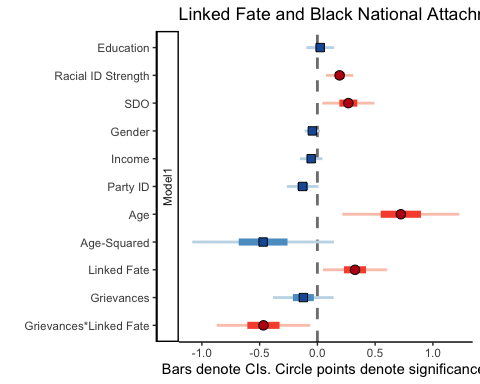 Linked Fate and Black National Attachr
Education
Racial ID Strength
SDO
Gender
Income
Party ID
Age
Age-Squared
Linked Fate
Grievances
Grievances*Linked Fate
Model1
-1.0 -0.5 0.0 0.5 1.0
Bars denote CIs. Circle points denote significance